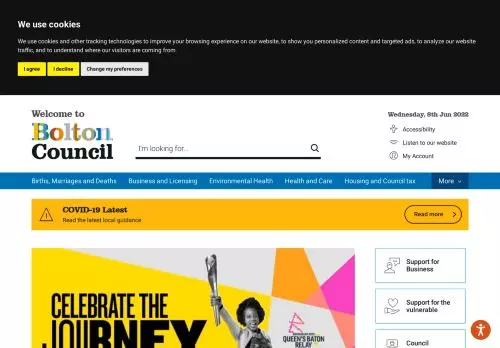 We use cookies
We use cookies and other tracking technologies to improve your browsing experience on our website, to show you personalized content and targeted ads, to analyze our website
traffic, and to understand where our visitors are coming from.
I agree
I decline
Change my preferences
Welcome to
Bolton
Council
I'm looking for...
Wednesday, 8th Jun 2022
Accessibility
Listen to our website
My Account
Births, Marriages and Deaths
Business and Licensing
Environmental Health
Health and Care
Housing and Council tax
More
COVID-19 Latest
Read the latest local guidance
Read more
CELEBRATE THE
JOURNEY
QUEEN'S BATON
RELAY
Support for
Business
Support for the
vulnerable
Council